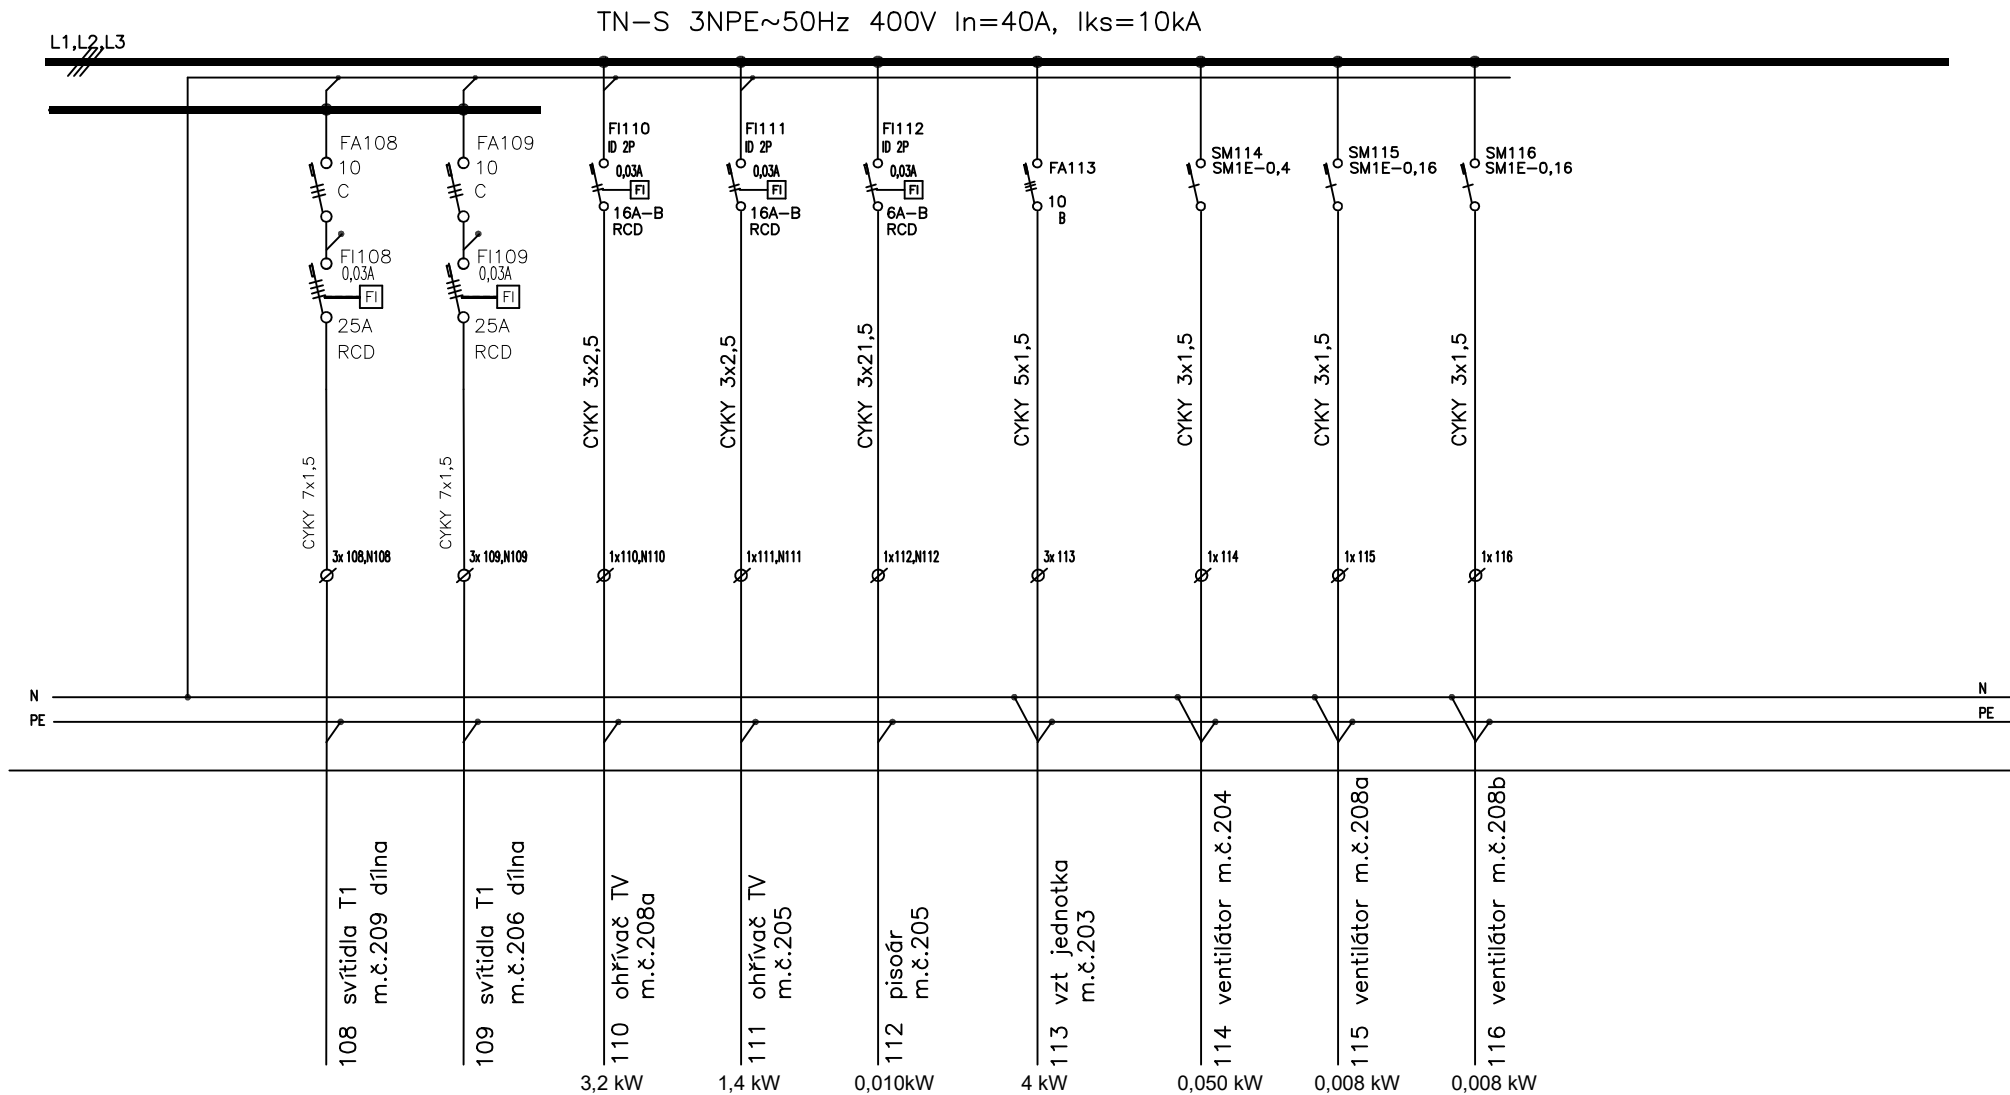 TN-S 3NPE~50Hz 400V In=40A, Iks=10kA
L1,L2,L3
FA108
10
C
FI108
0,03A
FI
25A
RCD
CYKY 7x1,5
3x 108,N108
FA109
10
C
FI109
0,03A
FI
25A
RCD
CYKY 7x1,5
3x 109,N109
FI110
ID 2P
0,03A
FI
16A-B
RCD
CYKY 3x2,5
1x110,N110
FI111
ID 2P
0,03A
FI
16A-B
RCD
CYKY 3x2,5
1x111,N111
FI112
ID 2P
0,03A
FI
6A-B
RCD
CYKY 3x21,5
1x112,N112
FA113
10
B
CYKY 5x1,5
3x 113
SM114
SM1E-0,4
CYKY 3x1,5
1x 114
SM115
SM1E-0,16
CYKY 3x1,5
1x 115
SM116
SM1E-0,16
CYKY 3x1,5
1x 116
N
N
PE
PE
108 svítidla T1
m.č.209 dílna
109 svítidla T1
m.č.206 dílna
110 ohřívač TV
m.č.208a
3,2 kW
111 ohřívač TV
m.č.205
1,4 kW
112 pisoár
m.č.205
0,010kW
113 vzt jednotka
m.č.203
4 kW
114 ventilátor m.č.204
0,050 kW
115 ventilátor m.č.208a
0,008 kW
116 ventilátor m.č.208b
0,008 kW